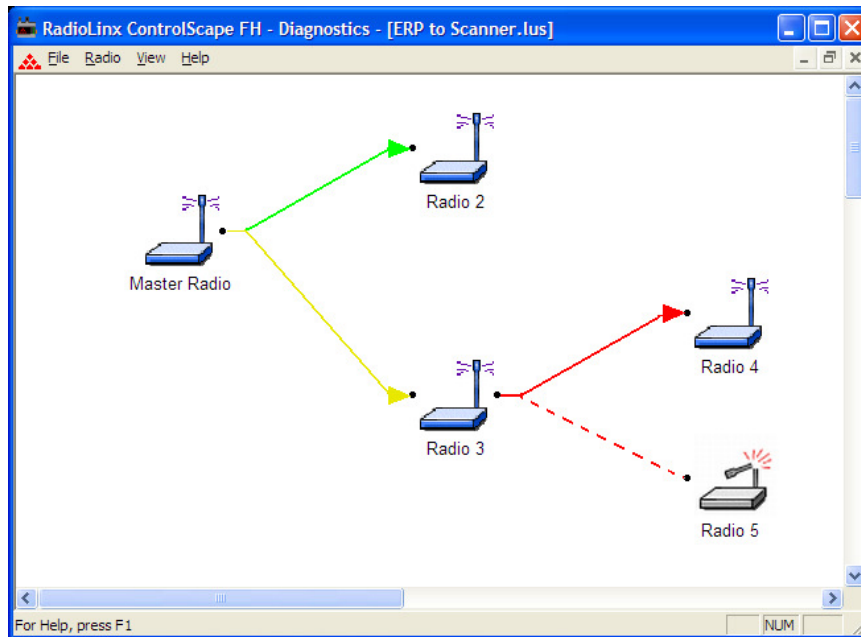 RadioLinx ControlScape FH - Diagnostics - [ERP to Scanner.lus]
File Radio View Help
Radio 2
Master Radio
Radio 4
Radio 3
Radio 5
For Help, press F1
NUM